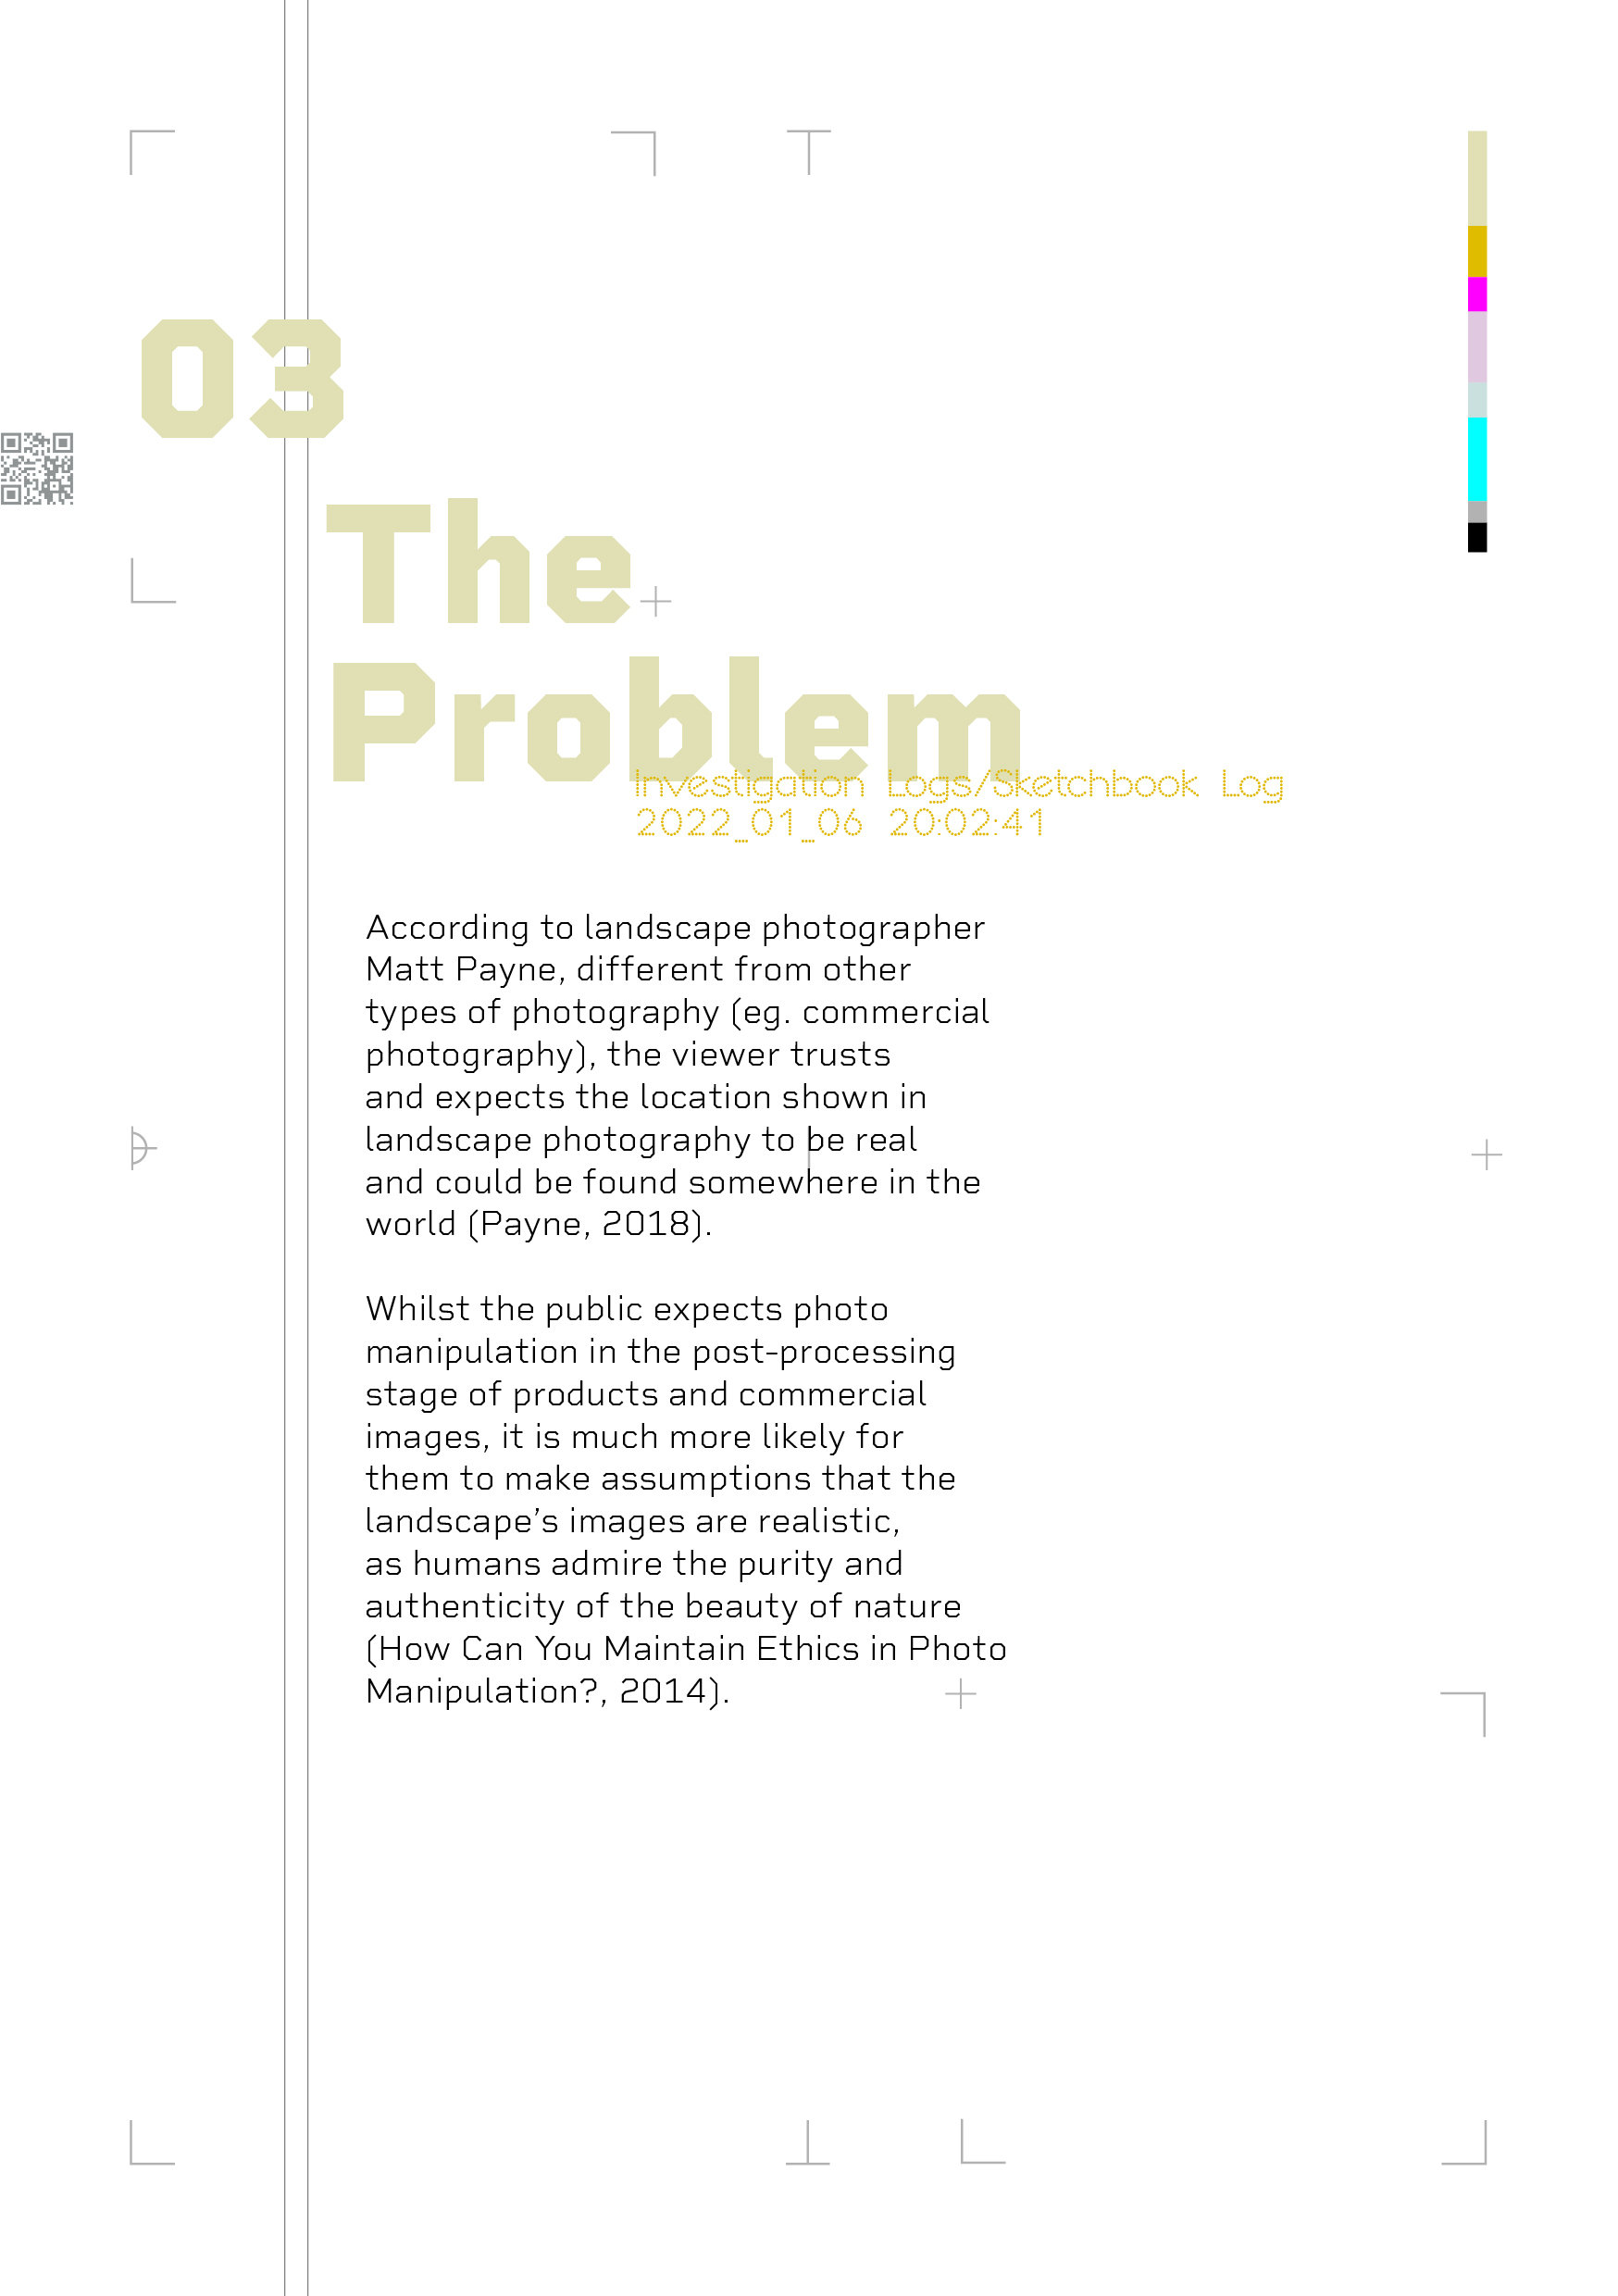 03
The
Problem
Investigation Logs/Sketchbook Log
2022_01_06 20:02:41
According to landscape photographer
Matt Payne, different from other
types of photography (eg. commercial
photography), the viewer trusts
and expects the location shown in
landscape photography to be real
and could be found somewhere in the
world (Payne, 2018).
Whilst the public expects photo
manipulation in the post-processing
stage of products and commercial
images, it is much more likely for
them to make assumptions that the
landscape’s images are realistic,
as humans admire the purity and
authenticity of the beauty of nature
(How Can You Maintain Ethics in Photo
Manipulation?, 2014).